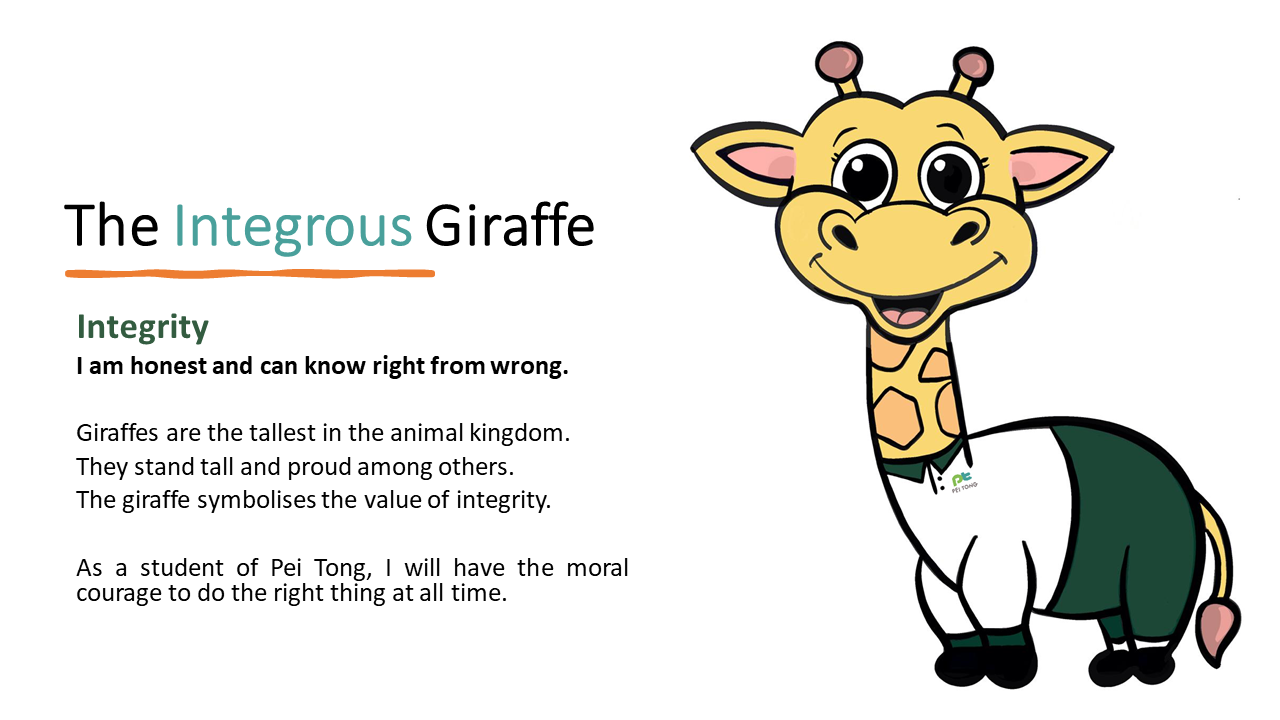 The Integrous Giraffe
Integrity
I am honest and can know right from wrong.
Giraffes are the tallest in the animal kingdom.
They stand tall and proud among others.
The giraffe symbolises the value of integrity.
As a student of Pei Tong, I will have the moral
courage to do the right thing at all time.
pt
PEI TONG